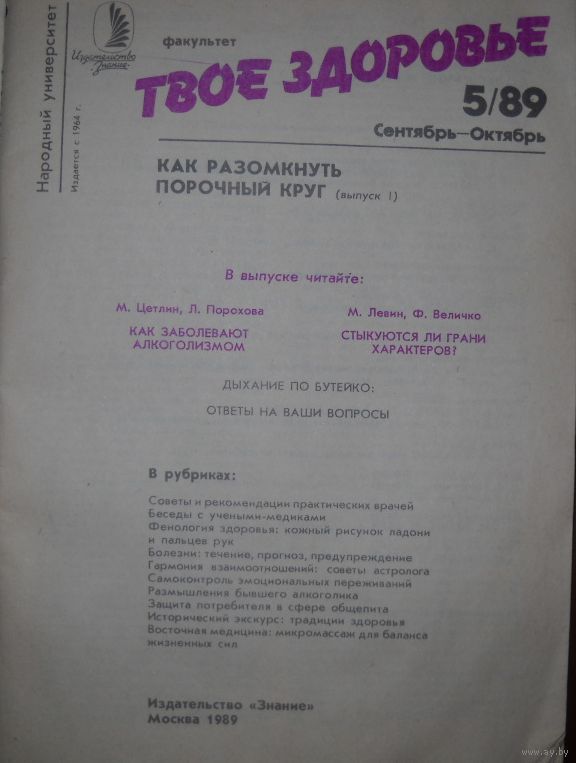 Народный университет
Издается с 1964 г.
Издательство
Знание
факультет
ТВОЕ ЗДОРОВЬЕ
5/89
Сентябрь—Октябрь
КАК РАЗОМКНУТЬ
ПОРОЧНЫЙ КРУГ (выпуск 1)
В выпуске читайте:
М. Цетлин, Л. Порохова
КАК ЗАБОЛЕВАЮТ
АЛКОГОЛИЗМОМ
М. Левин, Ф. Величко
СТЫКУЮТСЯ ЛИ ГРАНИ
ХАРАКТЕРОВ?
ДЫХАНИЕ ПО БУТЕЙКО:
ОТВЕТЫ НА ВАШИ ВОПРОСЫ
В рубриках:
Советы и рекомендации практических врачей
Беседы с учеными-медиками
Фенология здоровья: кожный рисунок ладони
и пальцев рук
Болезни: течение, прогноз, предупреждение
Гармония взаимоотношений: советы астролога
Самоконтроль эмоциональных переживаний
Размышления бывшего алкоголика
Защита потребителя в сфере общепита
Исторический экскурс: традиции здоровья
Восточная медицина: микромассаж для баланса
жизненных сил
Издательство «Знание»
Москва 1989
www.ay.by